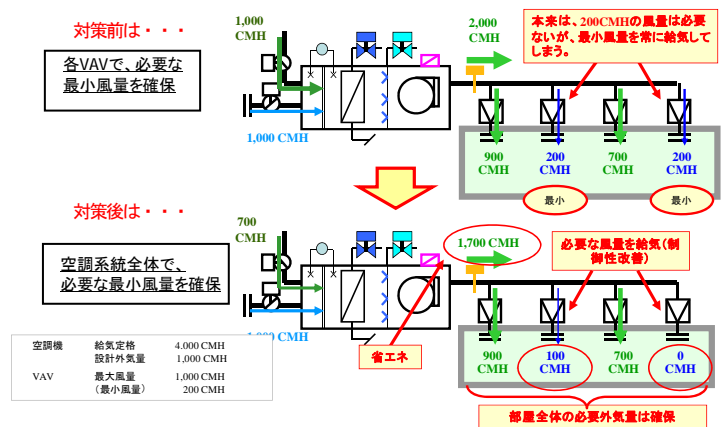 対策前は・・・
各VAVで、必要な
最小風量を確保
1,000
CMH
1,000 CMH
2,000
CMH
本来は、200CMHの風量は必要
ないが、最小風量を常に給気して
しまう。
900
CMH
200
CMH
700
CMH
200
CMH
最小
最小
対策後は・・・
空調系統全体で、
必要な最小風量を確保
700
CMH
1,000 CMH
1,700 CMH
必要な風量を給気(制
御性改善)
省エネ
900
CMH
100
CMH
700
CMH
0
CMH
部屋全体の必要外気量は確保
空調機 給気定格 4.000 CMH
設計外気量 1,000 CMH
VAV 最大風量 1,000 CMH
(最小風量) 200 CMH